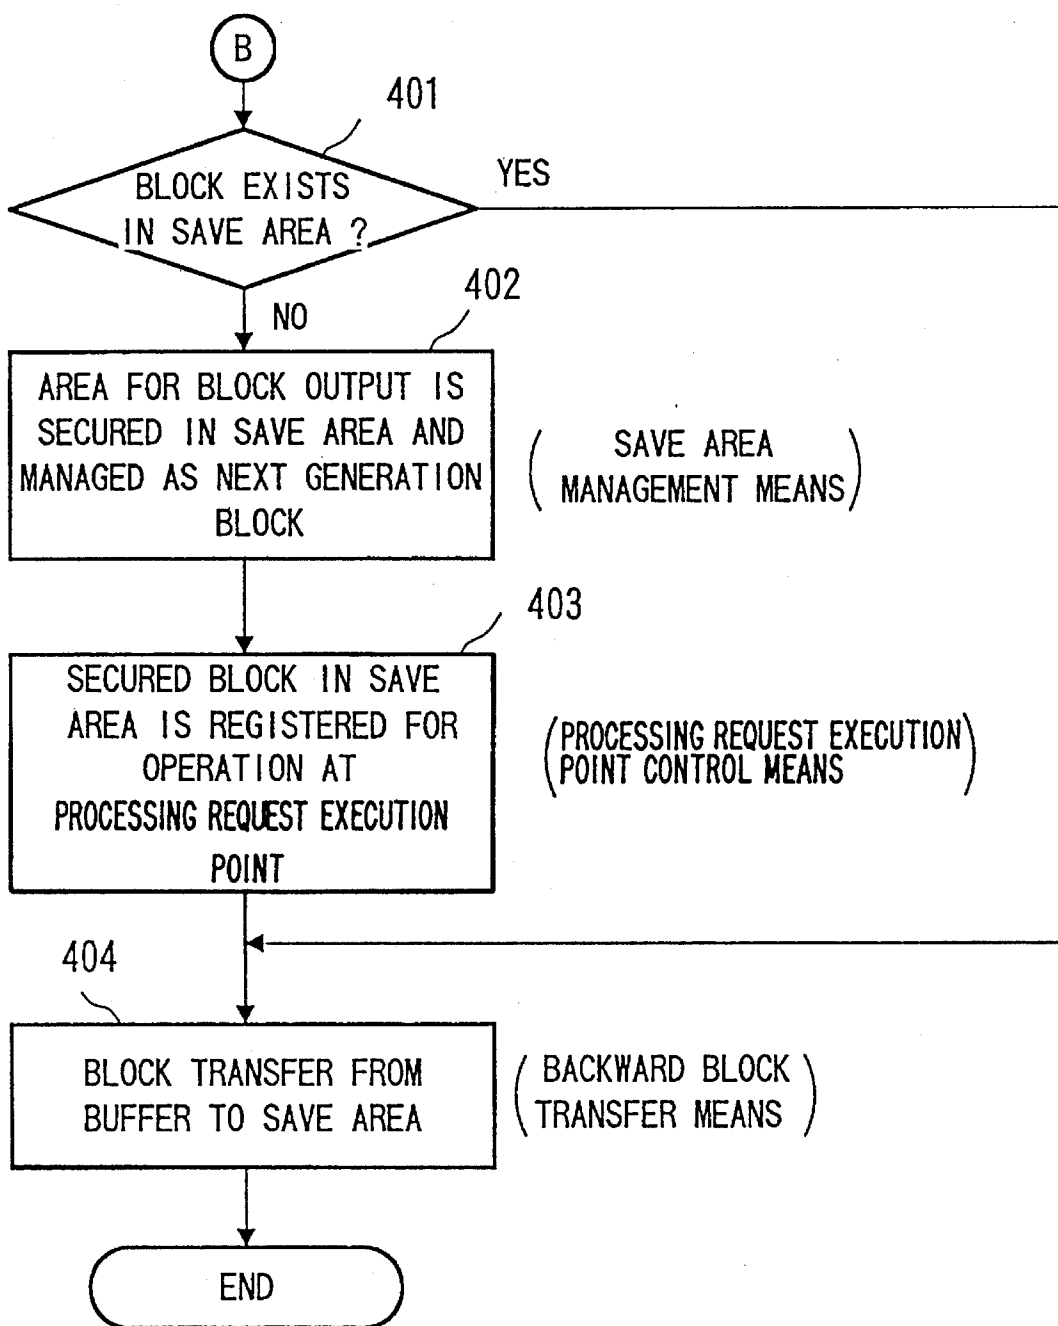 B
401
BLOCK EXISTS
IN SAVE AREA ?
YES
NO
402
AREA FOR BLOCK OUTPUT IS
SECURED IN SAVE AREA AND
MANAGED AS NEXT GENERATION
BLOCK
( SAVE AREA
MANAGEMENT MEANS )
403
SECURED BLOCK IN SAVE
AREA IS REGISTERED FOR
OPERATION AT
PROCESSING REQUEST EXECUTION
POINT
( PROCESSING REQUEST EXECUTION
POINT CONTROL MEANS )
404
BLOCK TRANSFER FROM
BUFFER TO SAVE AREA
( BACKWARD BLOCK
TRANSFER MEANS )
END